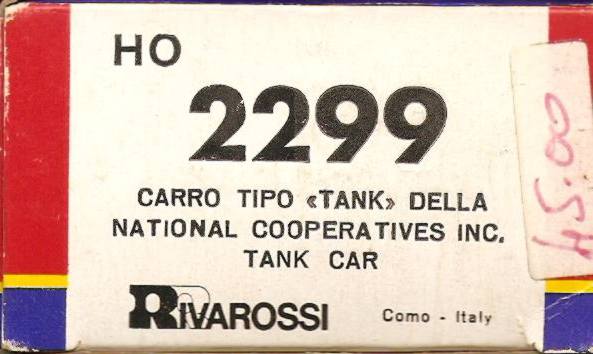 HO
2299
CARRO TIPO «TANK» DELLA
NATIONAL COOPERATIVES INC.
TANK CAR
RIVAROSSI Como - Italy
45.00